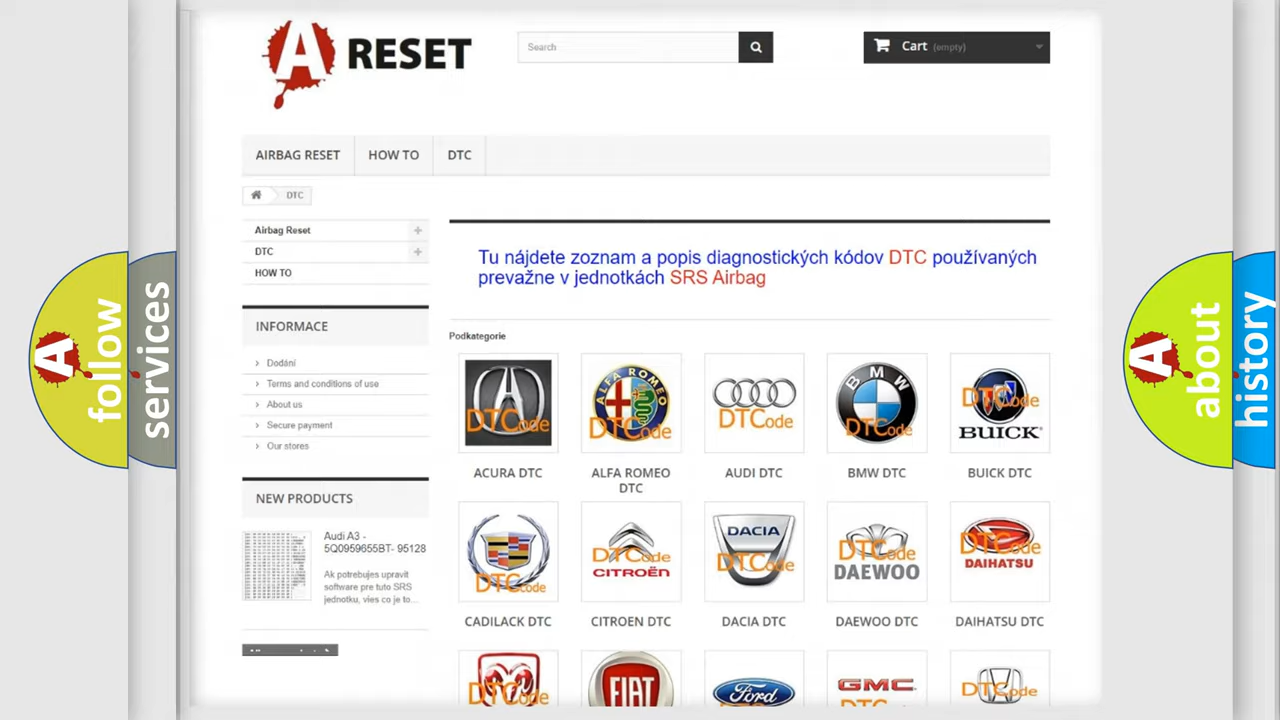 A RESET
Search
Cart (empty)
AIRBAG RESET
HOW TO
DTC
DTC
Airbag Reset
DTC
HOW TO
INFORMACE
Dodání
Terms and conditions of use
About us
Secure payment
Our stores
NEW PRODUCTS
Audi A3 -
5Q0959655BT- 95128
Ak potrebujes upravit
software pre tuto SRS
jednotku, vies co je to...
Tu nájdete zoznam a popis diagnostických kódov DTC používaných
prevažne v jednotkách SRS Airbag
Podkategorie
DTCode
ALFA ROMEO
DTCode
DTCode
BMW
DTCode
DTCode
BUICK
ACURA DTC
ALFA ROMEO
DTC
AUDI DTC
BMW DTC
BUICK DTC
DTCode
DTCode
CITROËN
DACIA
DTCode
DTCode
DAEWOO
DTCode
DAIHATSU
CADILACK DTC
CITROEN DTC
DACIA DTC
DAEWOO DTC
DAIHATSU DTC
DTCode
FIAT
Ford
GMC
DTCode
A follow
services
A about
history